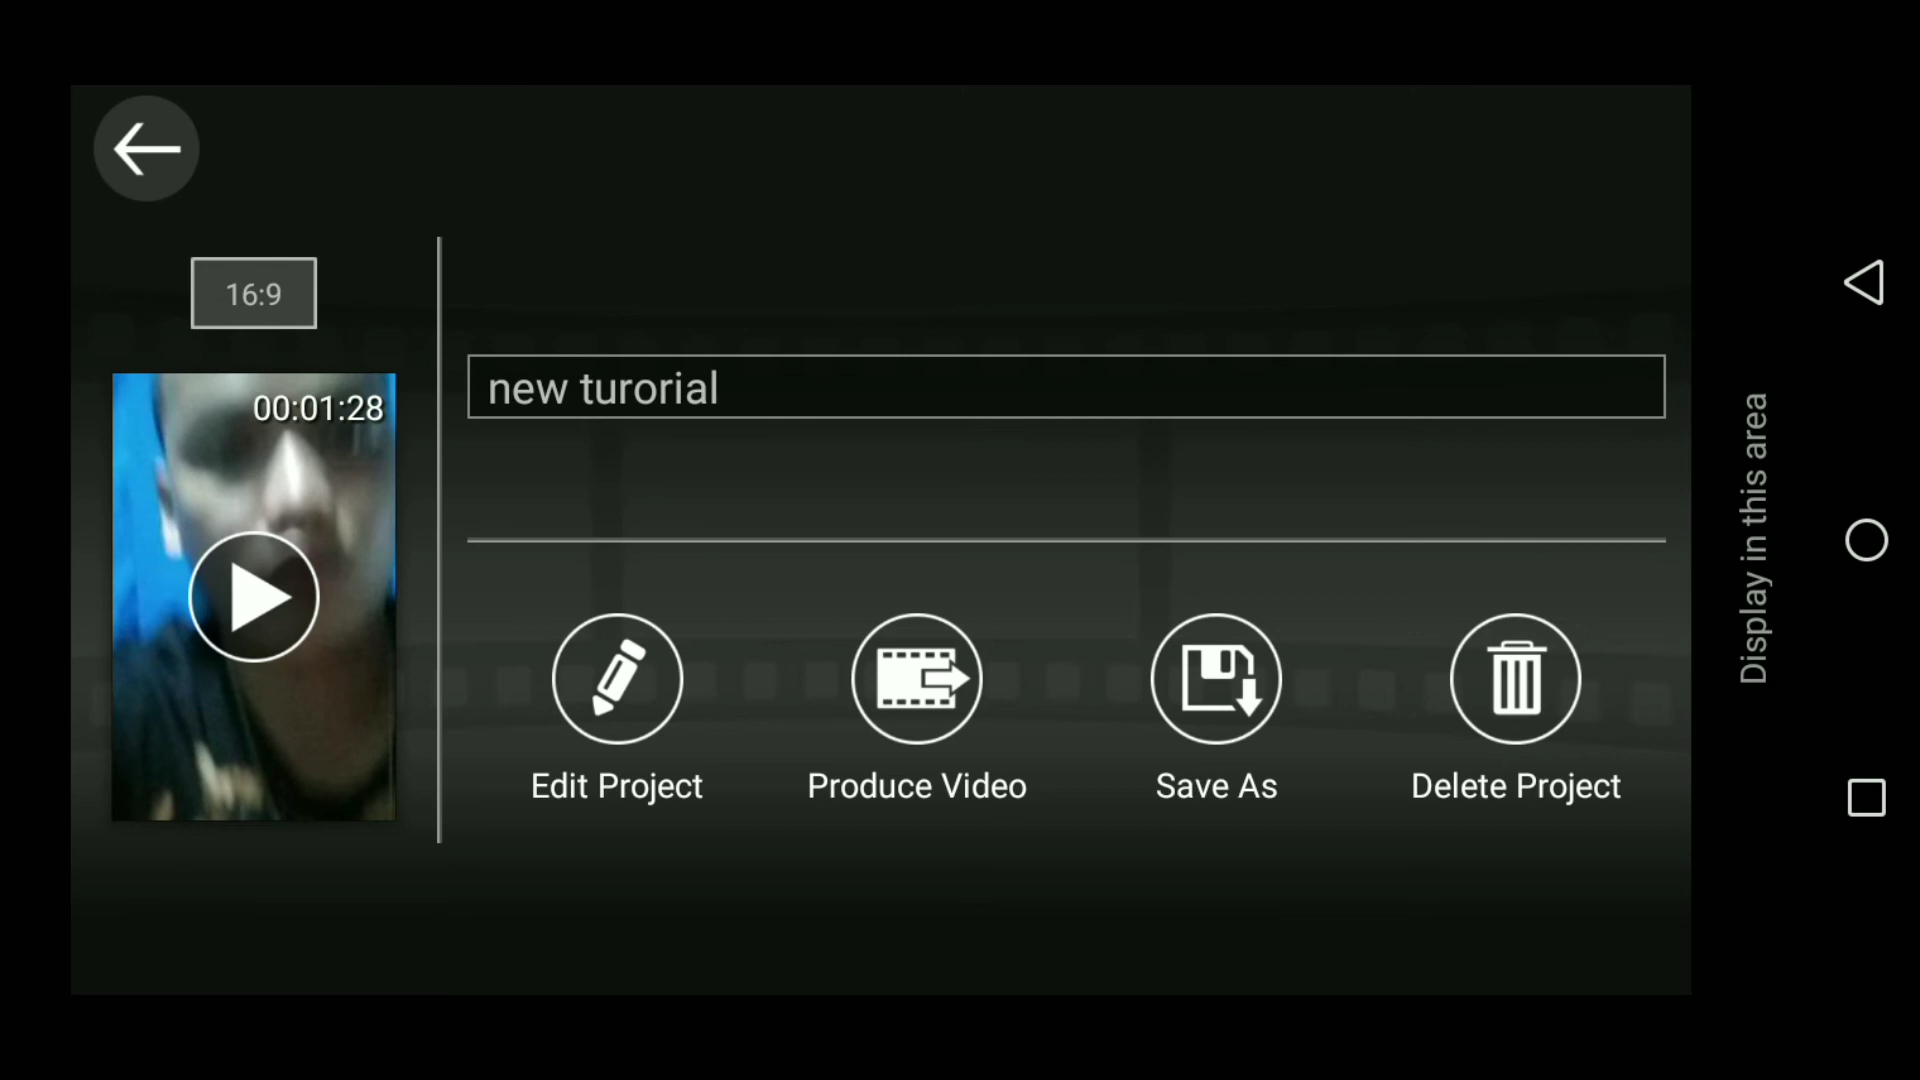 16:9
00:01:28
new turorial
Edit Project
Produce Video
Save As
Delete Project
Display in this area